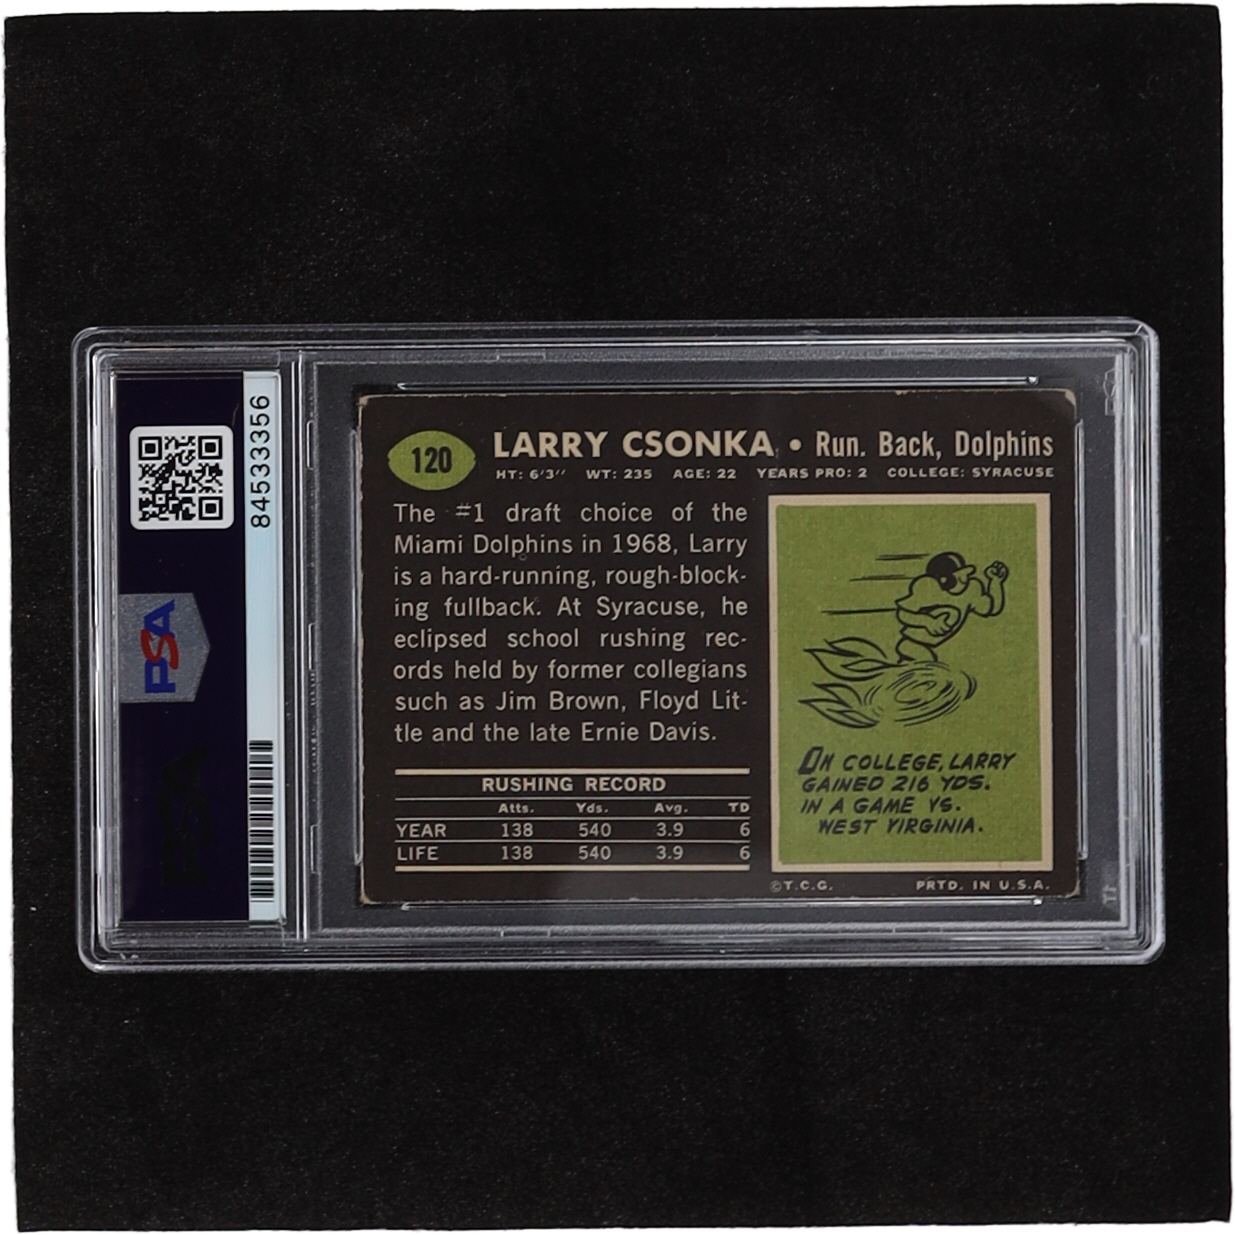 84533356
PSA
120
LARRY CSONKA • Run. Back, Dolphins
HT: 6'3" WT: 235 AGE: 22 YEARS PRO: 2 COLLEGE: SYRACUSE
The #1 draft choice of the
Miami Dolphins in 1968, Larry
is a hard-running, rough-block-
ing fullback. At Syracuse, he
eclipsed school rushing rec-
ords held by former collegians
such as Jim Brown, Floyd Lit-
tle and the late Ernie Davis.
RUSHING RECORD
Atts. Yds. Avg. TD
YEAR 138 540 3.9 6
LIFE 138 540 3.9 6
IN COLLEGE, LARRY
GAINED 216 YDS.
IN A GAME VS.
WEST VIRGINIA.
©T.C.G. PRTD. IN U.S.A.